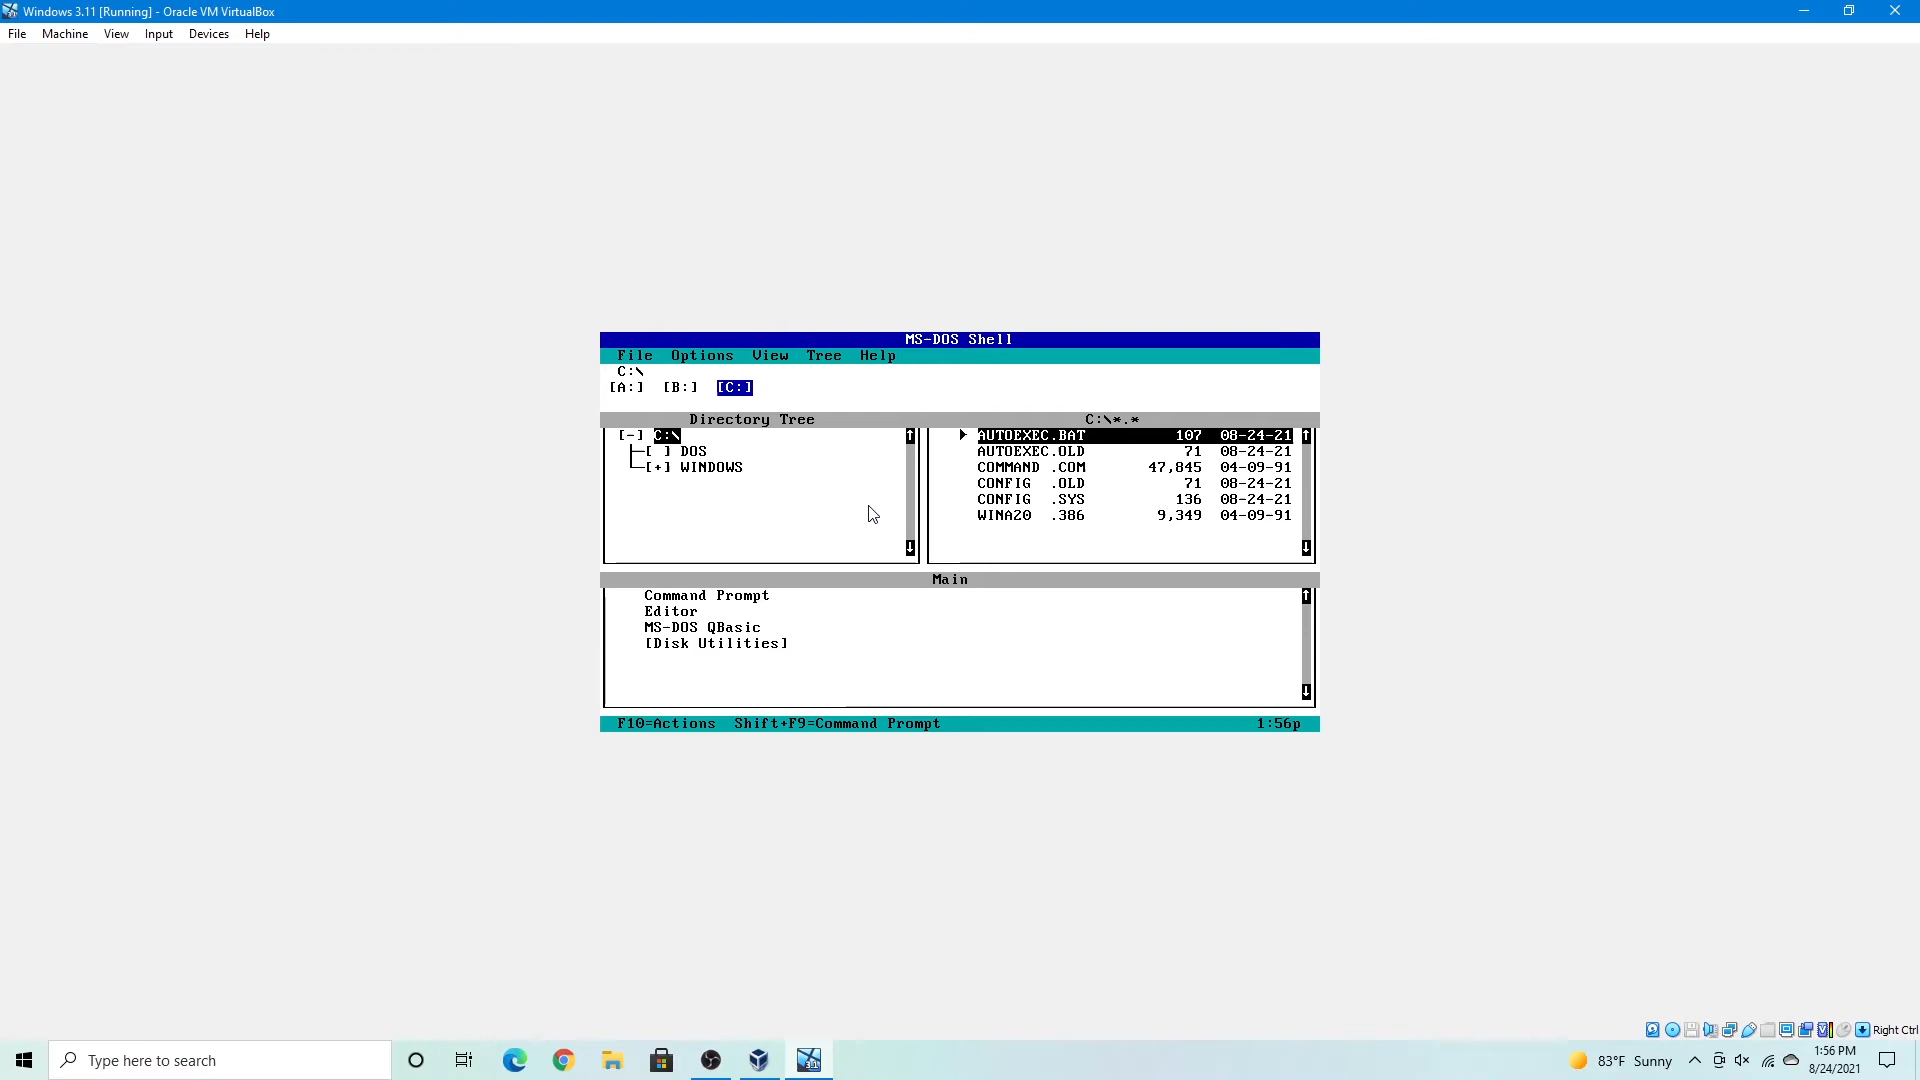 Windows 3.11 [Running] - Oracle VM VirtualBox
File Machine View Input Devices Help
MS-DOS Shell
File Options View Tree Help
C:\
[A:] [B:] [C:]
Directory Tree
C:\*.*
[-] C:\
[ ] DOS
[+] WINDOWS
AUTOEXEC.BAT 107 08-24-21
AUTOEXEC.OLD 71 08-24-21
COMMAND .COM 47,845 04-09-91
CONFIG .OLD 71 08-24-21
CONFIG .SYS 136 08-24-21
WINA20 .386 9,349 04-09-91
Main
Command Prompt
Editor
MS-DOS QBasic
[Disk Utilities]
F10=Actions Shift+F9=Command Prompt 1:56p
Right Ctrl
Type here to search
83°F Sunny
1:56 PM
8/24/2021